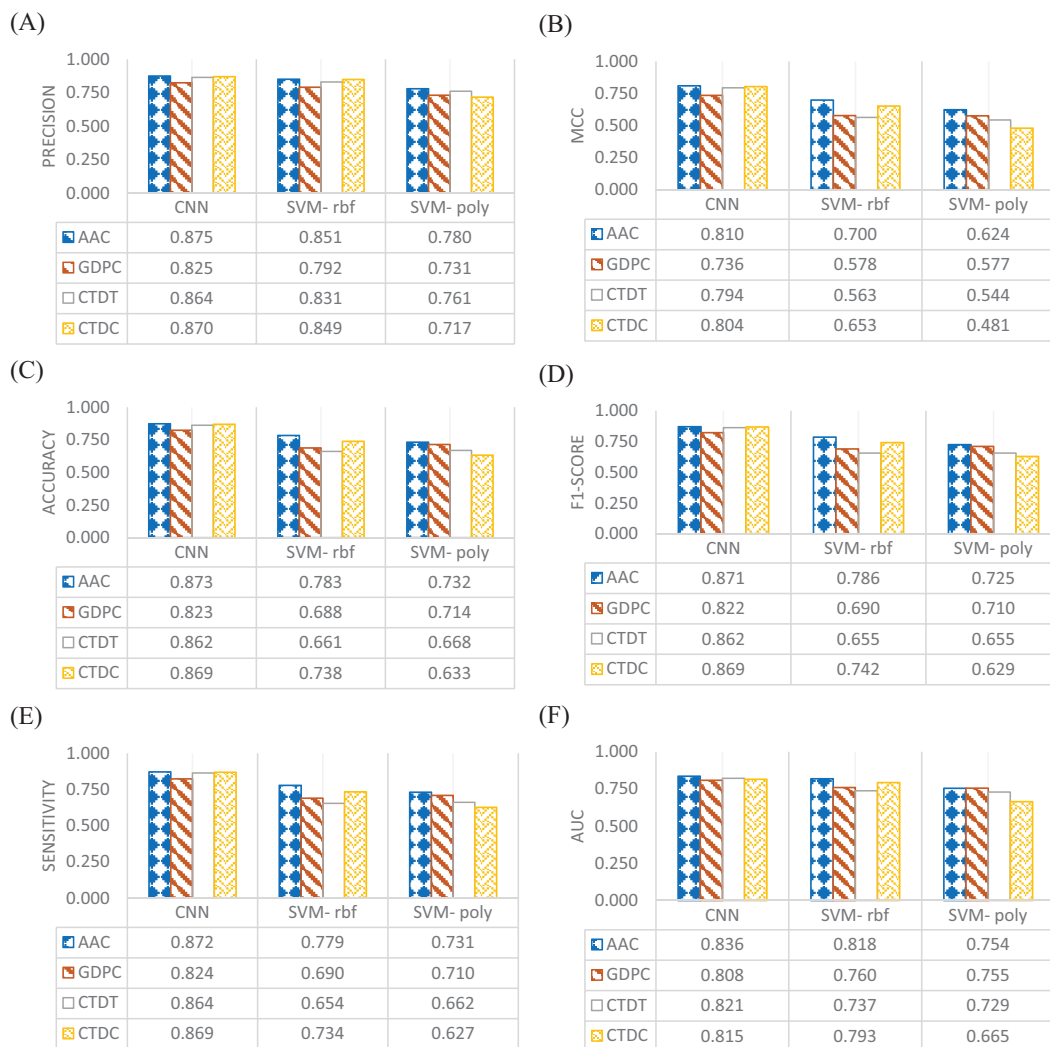 (A)
PRECISION
1.000
0.750
0.500
0.250
0.000
CNN SVM- rbf SVM- poly
AAC 0.875 0.851 0.780
GDPC 0.825 0.792 0.731
CTDT 0.864 0.831 0.761
CTDC 0.870 0.849 0.717
(B)
MCC
1.000
0.750
0.500
0.250
0.000
CNN SVM- rbf SVM- poly
AAC 0.810 0.700 0.624
GDPC 0.736 0.578 0.577
CTDT 0.794 0.563 0.544
CTDC 0.804 0.653 0.481
(C)
ACCURACY
1.000
0.750
0.500
0.250
0.000
CNN SVM- rbf SVM- poly
AAC 0.873 0.783 0.732
GDPC 0.823 0.688 0.714
CTDT 0.862 0.661 0.668
CTDC 0.869 0.738 0.633
(D)
F1-SCORE
1.000
0.750
0.500
0.250
0.000
CNN SVM- rbf SVM- poly
AAC 0.871 0.786 0.725
GDPC 0.822 0.690 0.710
CTDT 0.862 0.655 0.655
CTDC 0.869 0.742 0.629
(E)
SENSITIVITY
1.000
0.750
0.500
0.250
0.000
CNN SVM- rbf SVM- poly
AAC 0.872 0.779 0.731
GDPC 0.824 0.690 0.710
CTDT 0.864 0.654 0.662
CTDC 0.869 0.734 0.627
(F)
AUC
1.000
0.750
0.500
0.250
0.000
CNN SVM- rbf SVM- poly
AAC 0.836 0.818 0.754
GDPC 0.808 0.760 0.755
CTDT 0.821 0.737 0.729
CTDC 0.815 0.793 0.665